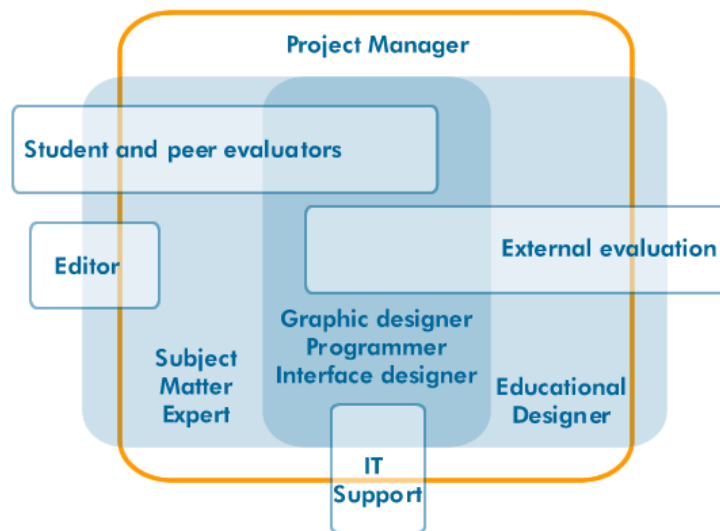 Project Manager
Student and peer evaluators
External evaluation
Editor
Graphic designer
Programmer
Interface designer
Subject
Matter
Expert
Educational
Designer
IT
Support